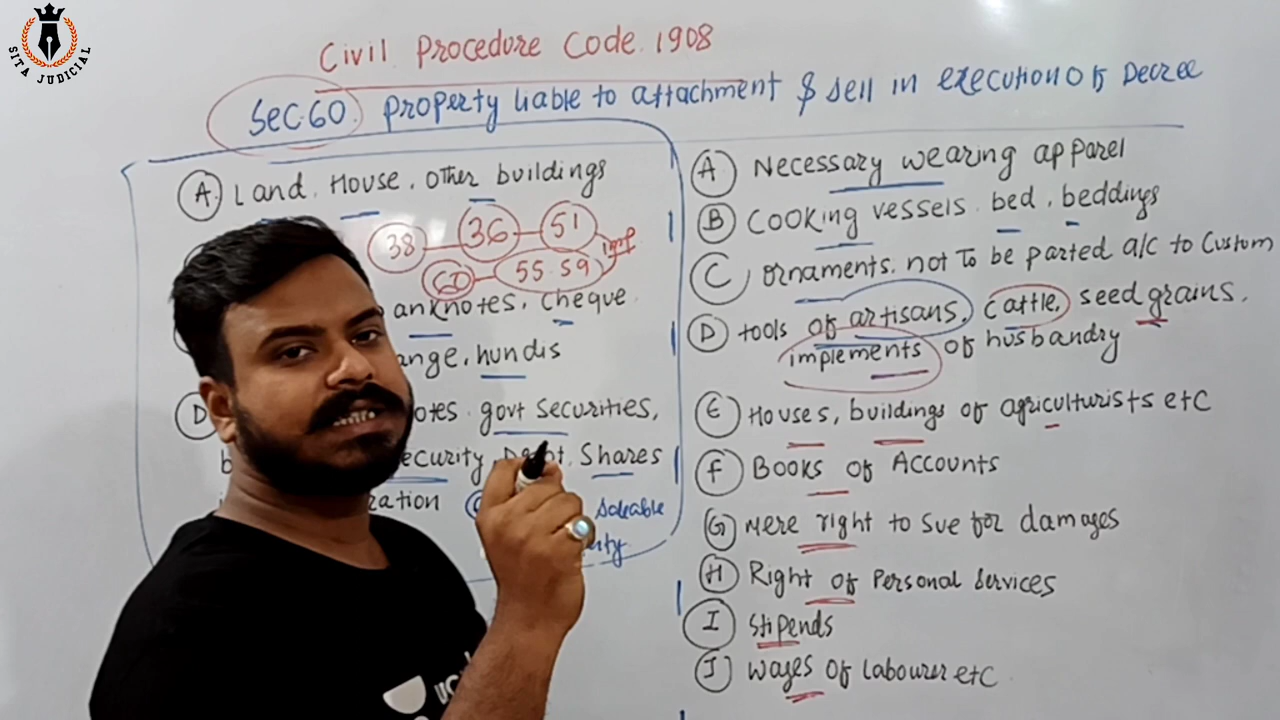 SITA JUDICIAL
Civil Procedure Code. 1908
Sec.60. Property liable to attachment & sell in execution of Decree
A. Land. House. other buildings
38 36 51
60 55.59 imp
anknotes. cheque
ange, hundis
D otes govt securities,
ecurity Debt. Shares
ration saleable
rty
A Necessary wearing apparel
B Cooking vessels. bed, beddings
C ornaments. not To be parted a/c to Custom
D tools of artisans. cattle, seed grains.
implements of husbandry
E Houses, buildings of agriculturists etc
F Books of Accounts
G Mere right to sue for damages
H Right of Personal services
I Stipends
J Wages of labourer etc